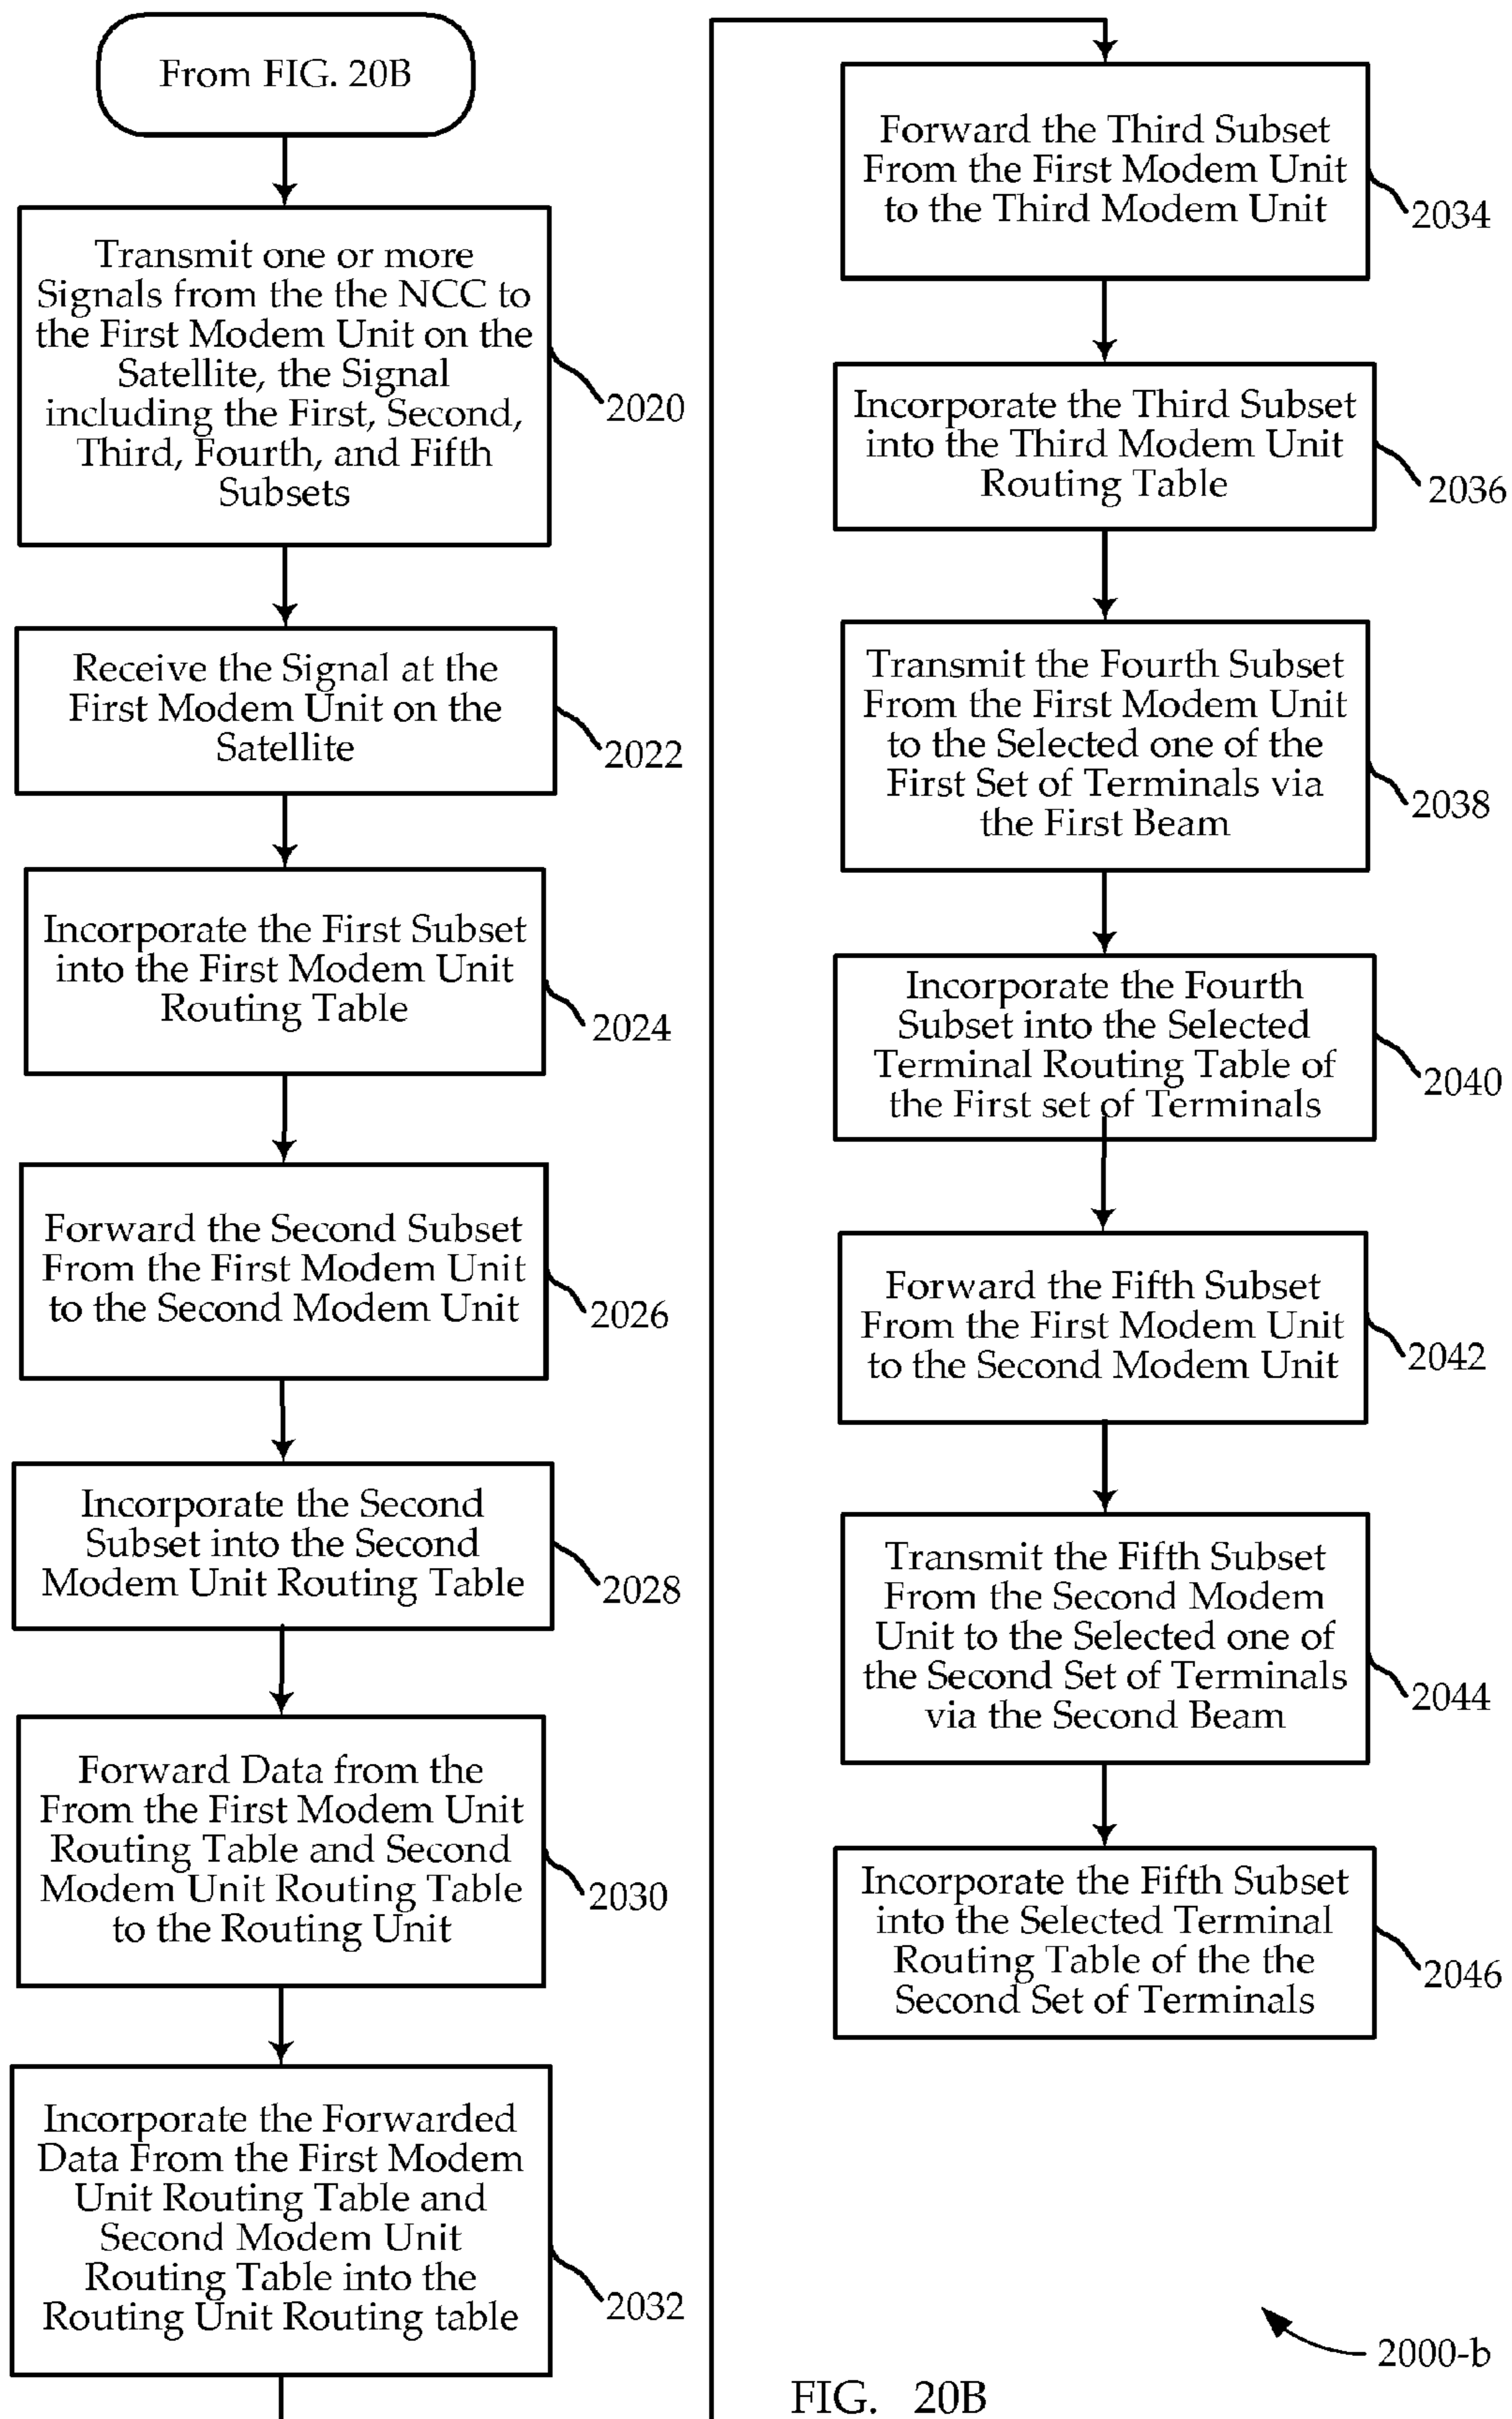 From FIG. 20B
Transmit one or more
Signals from the the NCC to
the First Modem Unit on the
Satellite, the Signal
including the First, Second,
Third, Fourth, and Fifth
Subsets
2020
Receive the Signal at the
First Modem Unit on the
Satellite
2022
Incorporate the First Subset
into the First Modem Unit
Routing Table
2024
Forward the Second Subset
From the First Modem Unit
to the Second Modem Unit
2026
Incorporate the Second
Subset into the Second
Modem Unit Routing Table
2028
Forward Data from the
From the First Modem Unit
Routing Table and Second
Modem Unit Routing Table
to the Routing Unit
2030
Incorporate the Forwarded
Data From the First Modem
Unit Routing Table and
Second Modem Unit
Routing Table into the
Routing Unit Routing table
2032
Forward the Third Subset
From the First Modem Unit
to the Third Modem Unit
2034
Incorporate the Third Subset
into the Third Modem Unit
Routing Table
2036
Transmit the Fourth Subset
From the First Modem Unit
to the Selected one of the
First Set of Terminals via
the First Beam
2038
Incorporate the Fourth
Subset into the Selected
Terminal Routing Table of
the First set of Terminals
2040
Forward the Fifth Subset
From the First Modem Unit
to the Second Modem Unit
2042
Transmit the Fifth Subset
From the Second Modem
Unit to the Selected one of
the Second Set of Terminals
via the Second Beam
2044
Incorporate the Fifth Subset
into the Selected Terminal
Routing Table of the the
Second Set of Terminals
2046
2000-b
FIG. 20B